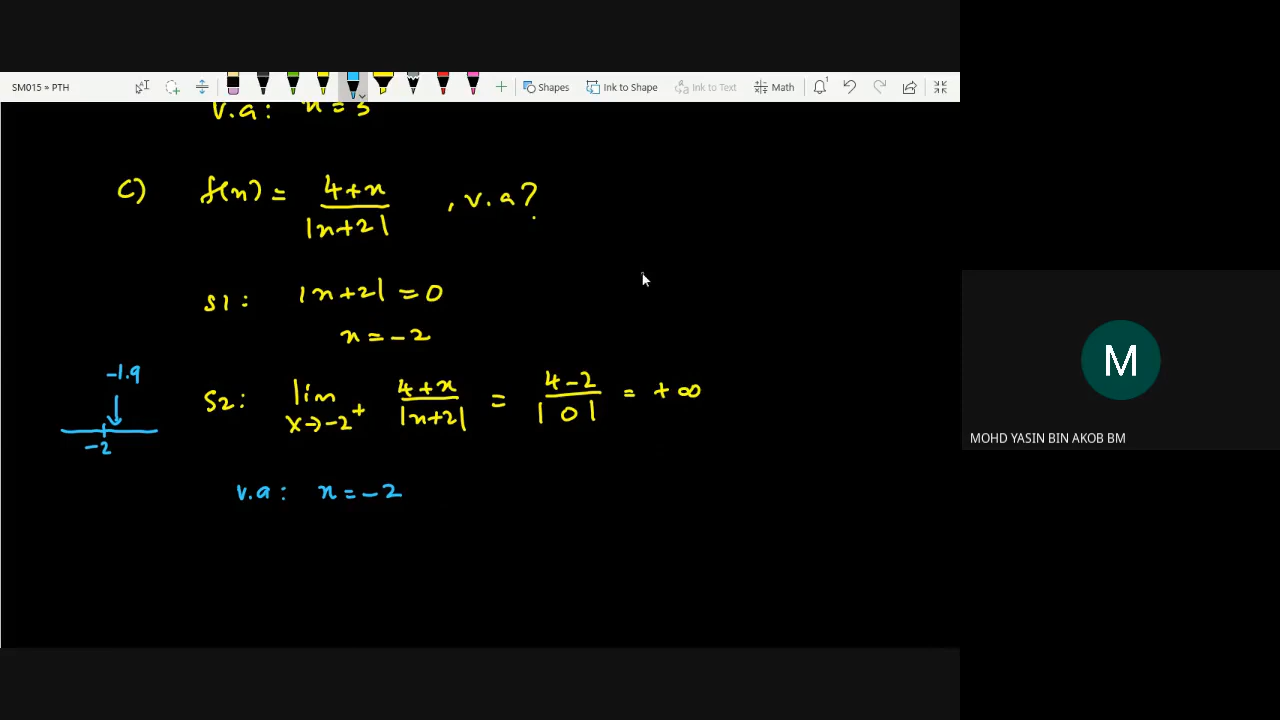 SM015 » PTH
Shapes Ink to Shape Ink to Text Math 1
v.a: x = 3
c) f(x) = 4+x / |x+2| , v.a?
S1: |x+2| = 0
x = -2
-1.9
S2: lim x→-2⁺ 4+x / |x+2| = 4-2 / |0| = +∞
-2
v.a: x = -2
M
MOHD YASIN BIN AKOB BM